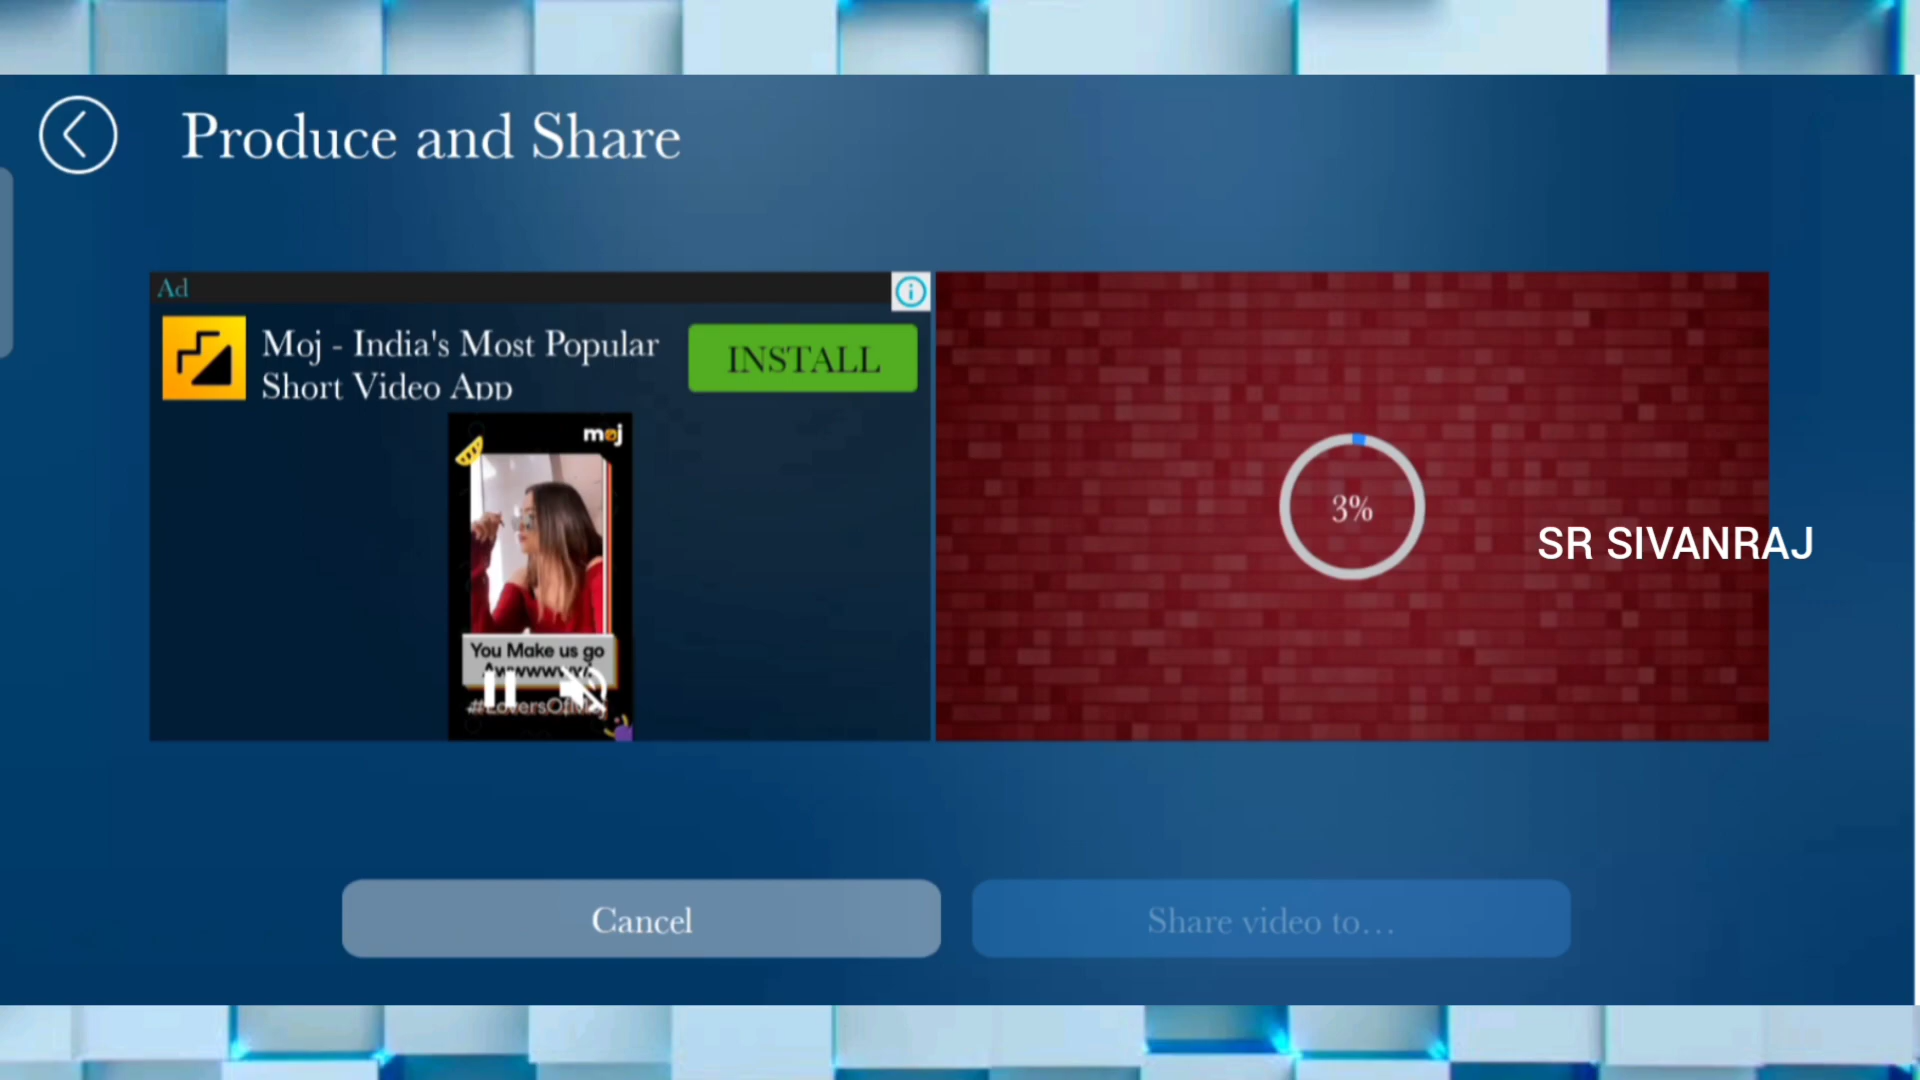 Produce and Share
Ad
Moj - India's Most Popular
Short Video App
INSTALL
moj
You Make us go
3%
SR SIVANRAJ
Cancel
Share video to...